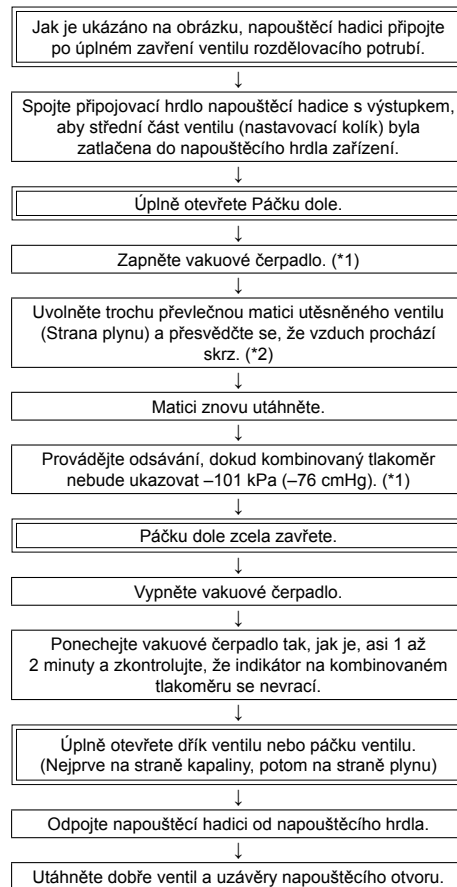 Jak je ukázáno na obrázku, napouštěcí hadici připojte
po úplném zavření ventilu rozdělovacího potrubí.
↓
Spojte připojovací hrdlo napouštěcí hadice s výstupkem,
aby střední část ventilu (nastavovací kolík) byla
zatlačena do napouštěcího hrdla zařízení.
↓
Úplně otevřete Páčku dole.
↓
Zapněte vakuové čerpadlo. (*1)
↓
Uvolněte trochu převlečnou matici utěsněného ventilu
(Strana plynu) a přesvědčte se, že vzduch prochází
skrz. (*2)
↓
Matici znovu utáhněte.
↓
Provádějte odsávání, dokud kombinovaný tlakoměr
nebude ukazovat –101 kPa (–76 cmHg). (*1)
↓
Páčku dole zcela zavřete.
↓
Vypněte vakuové čerpadlo.
↓
Ponechejte vakuové čerpadlo tak, jak je, asi 1 až
2 minuty a zkontrolujte, že indikátor na kombinovaném
tlakoměru se nevrací.
↓
Úplně otevřete dřík ventilu nebo páčku ventilu.
(Nejprve na straně kapaliny, potom na straně plynu)
↓
Odpojte napouštěcí hadici od napouštěcího hrdla.
↓
Utáhněte dobře ventil a uzávěry napouštěcího otvoru.